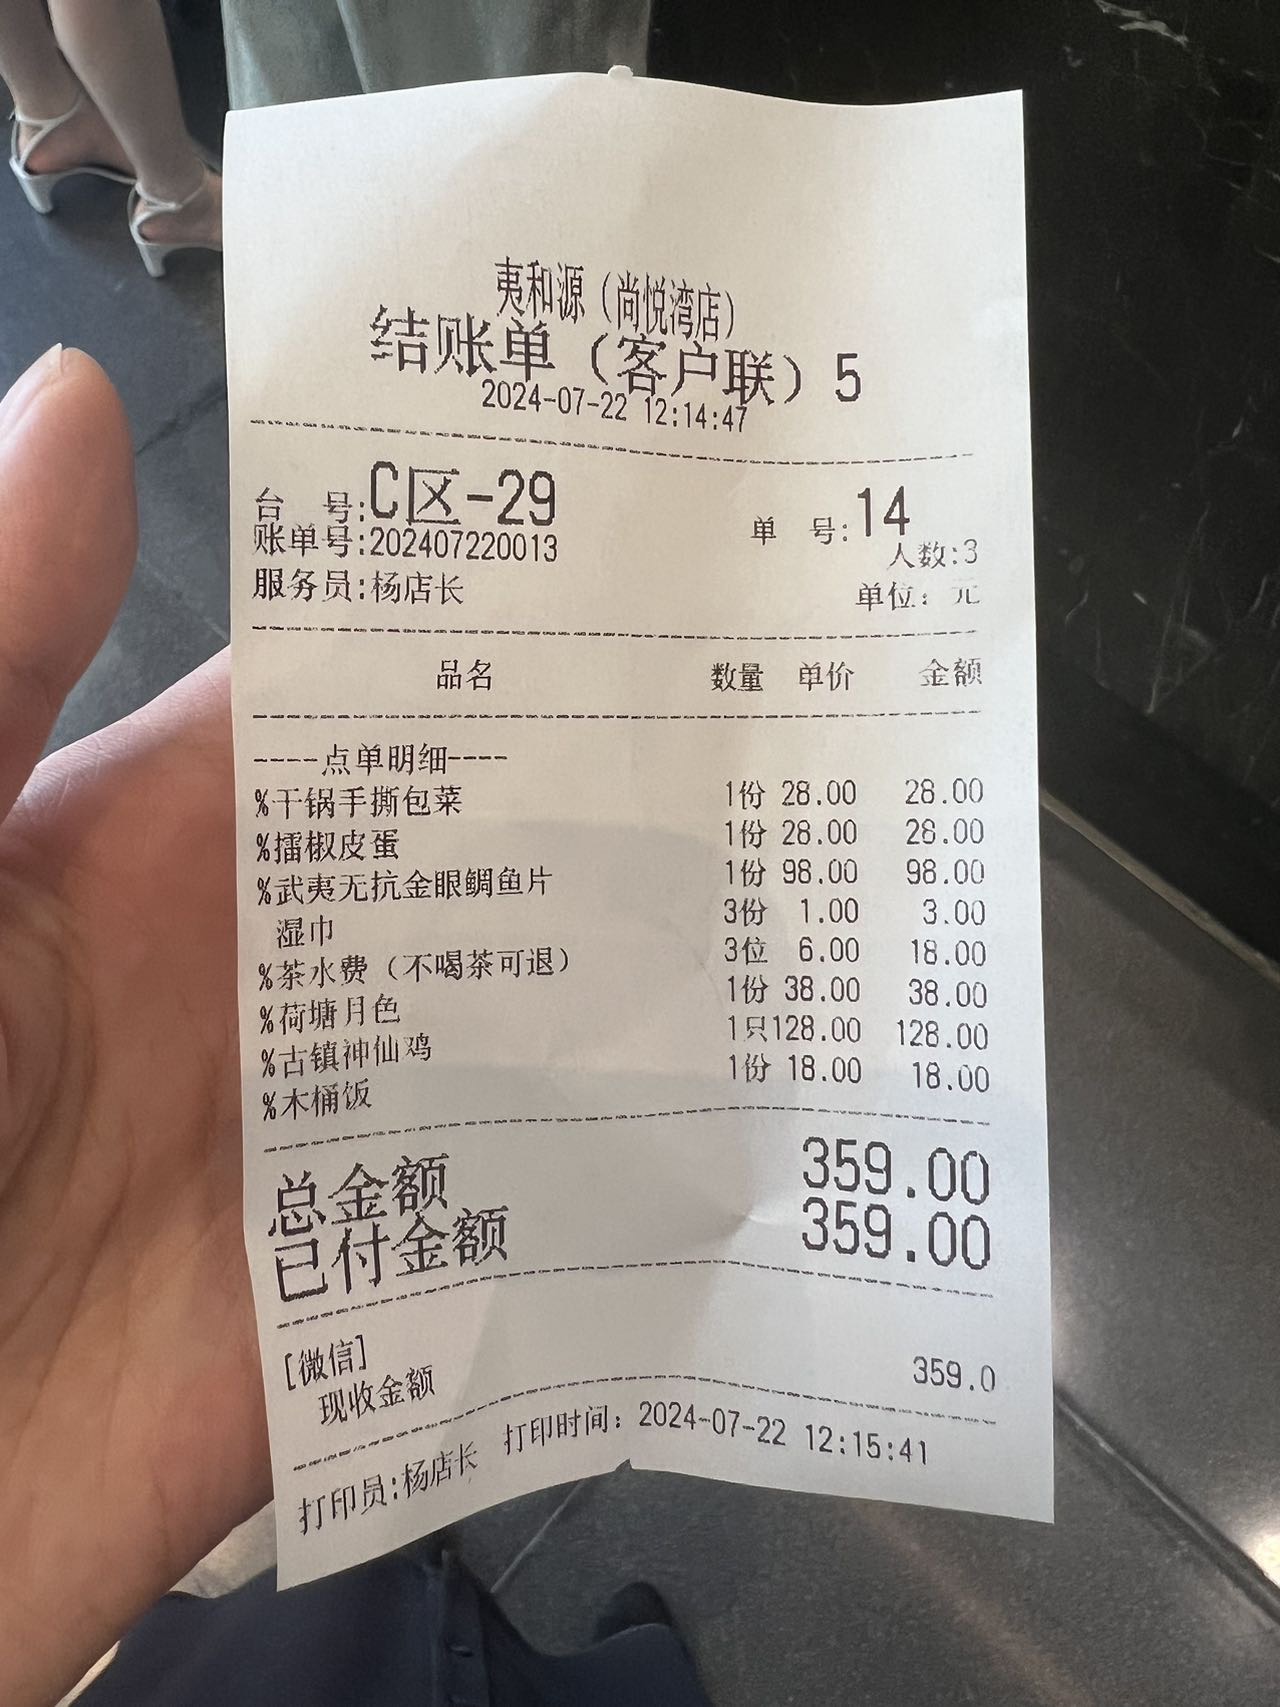 夷和源（尚悦湾店）
结账单（客户联）5
2024-07-22 12:14:47
台 号:C区-29 单 号:14
账单号:202407220013 人数:3
服务员:杨店长 单位: 元
品名 数量 单价 金额
----点单明细----
%干锅手撕包菜 1份 28.00 28.00
%擂椒皮蛋 1份 28.00 28.00
%武夷无抗金眼鲷鱼片 1份 98.00 98.00
湿巾 3份 1.00 3.00
%茶水费（不喝茶可退） 3位 6.00 18.00
%荷塘月色 1份 38.00 38.00
%古镇神仙鸡 1只 128.00 128.00
%木桶饭 1份 18.00 18.00
总金额 359.00
已付金额 359.00
[微信]
现收金额 359.0
打印员:杨店长 打印时间: 2024-07-22 12:15:41